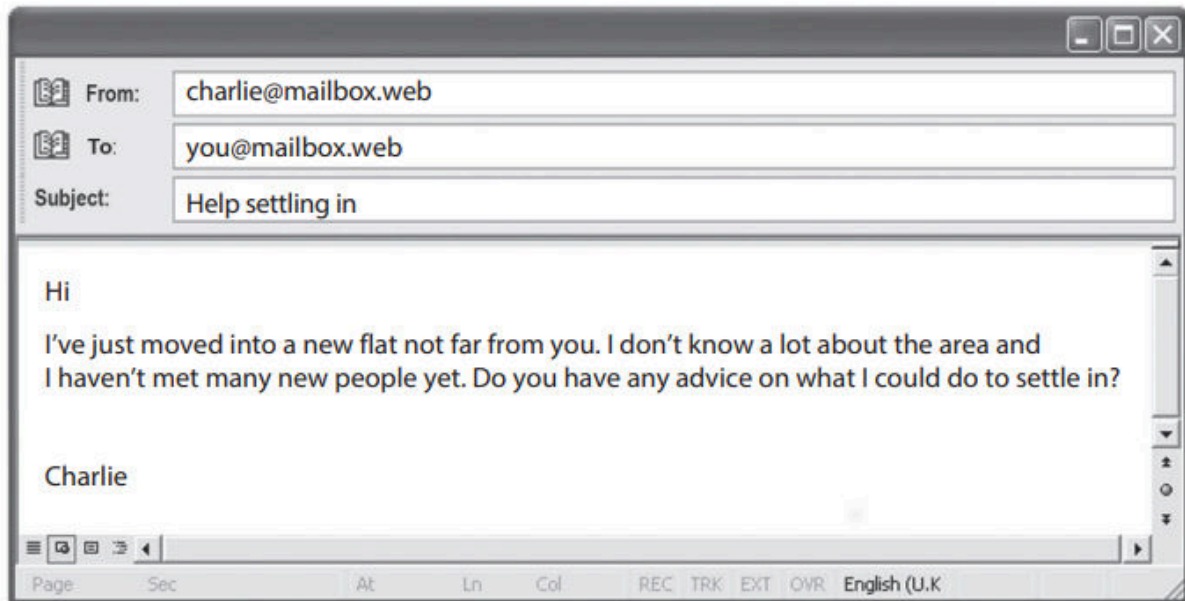 From: charlie@mailbox.web
To: you@mailbox.web
Subject: Help settling in
Hi
I've just moved into a new flat not far from you. I don't know a lot about the area and
I haven't met many new people yet. Do you have any advice on what I could do to settle in?
Charlie
Page Sec At Ln Col REC TRK EXT OVR English (U.K